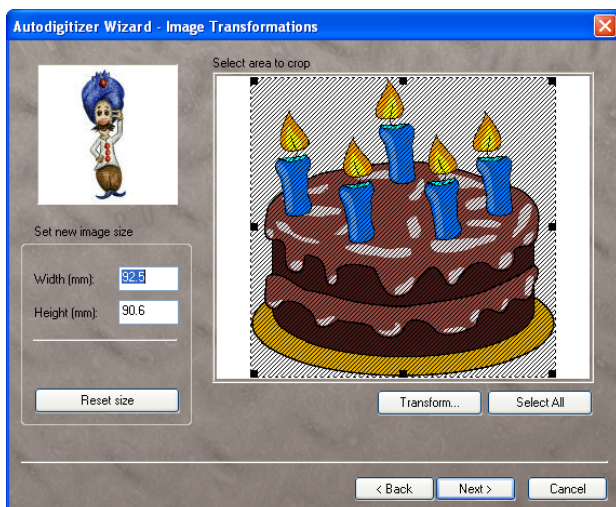 Autodigitizer Wizard - Image Transformations
Select area to crop
Set new image size
Width (mm): 92.5
Height (mm): 90.6
Reset size
Transform... Select All
< Back Next > Cancel